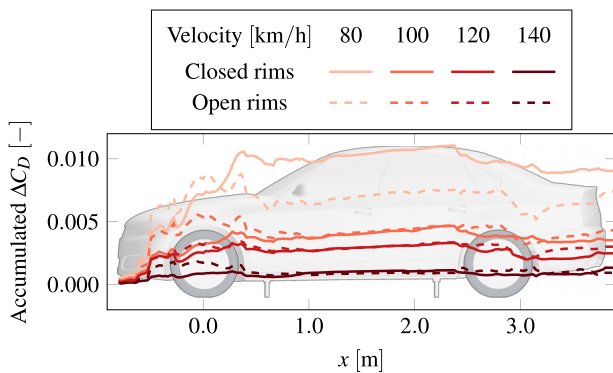 Velocity [km/h] 80 100 120 140
Closed rims
Open rims
Accumulated ΔC_D [−]
0.010
0.005
0.000
0.0 1.0 2.0 3.0
x [m]